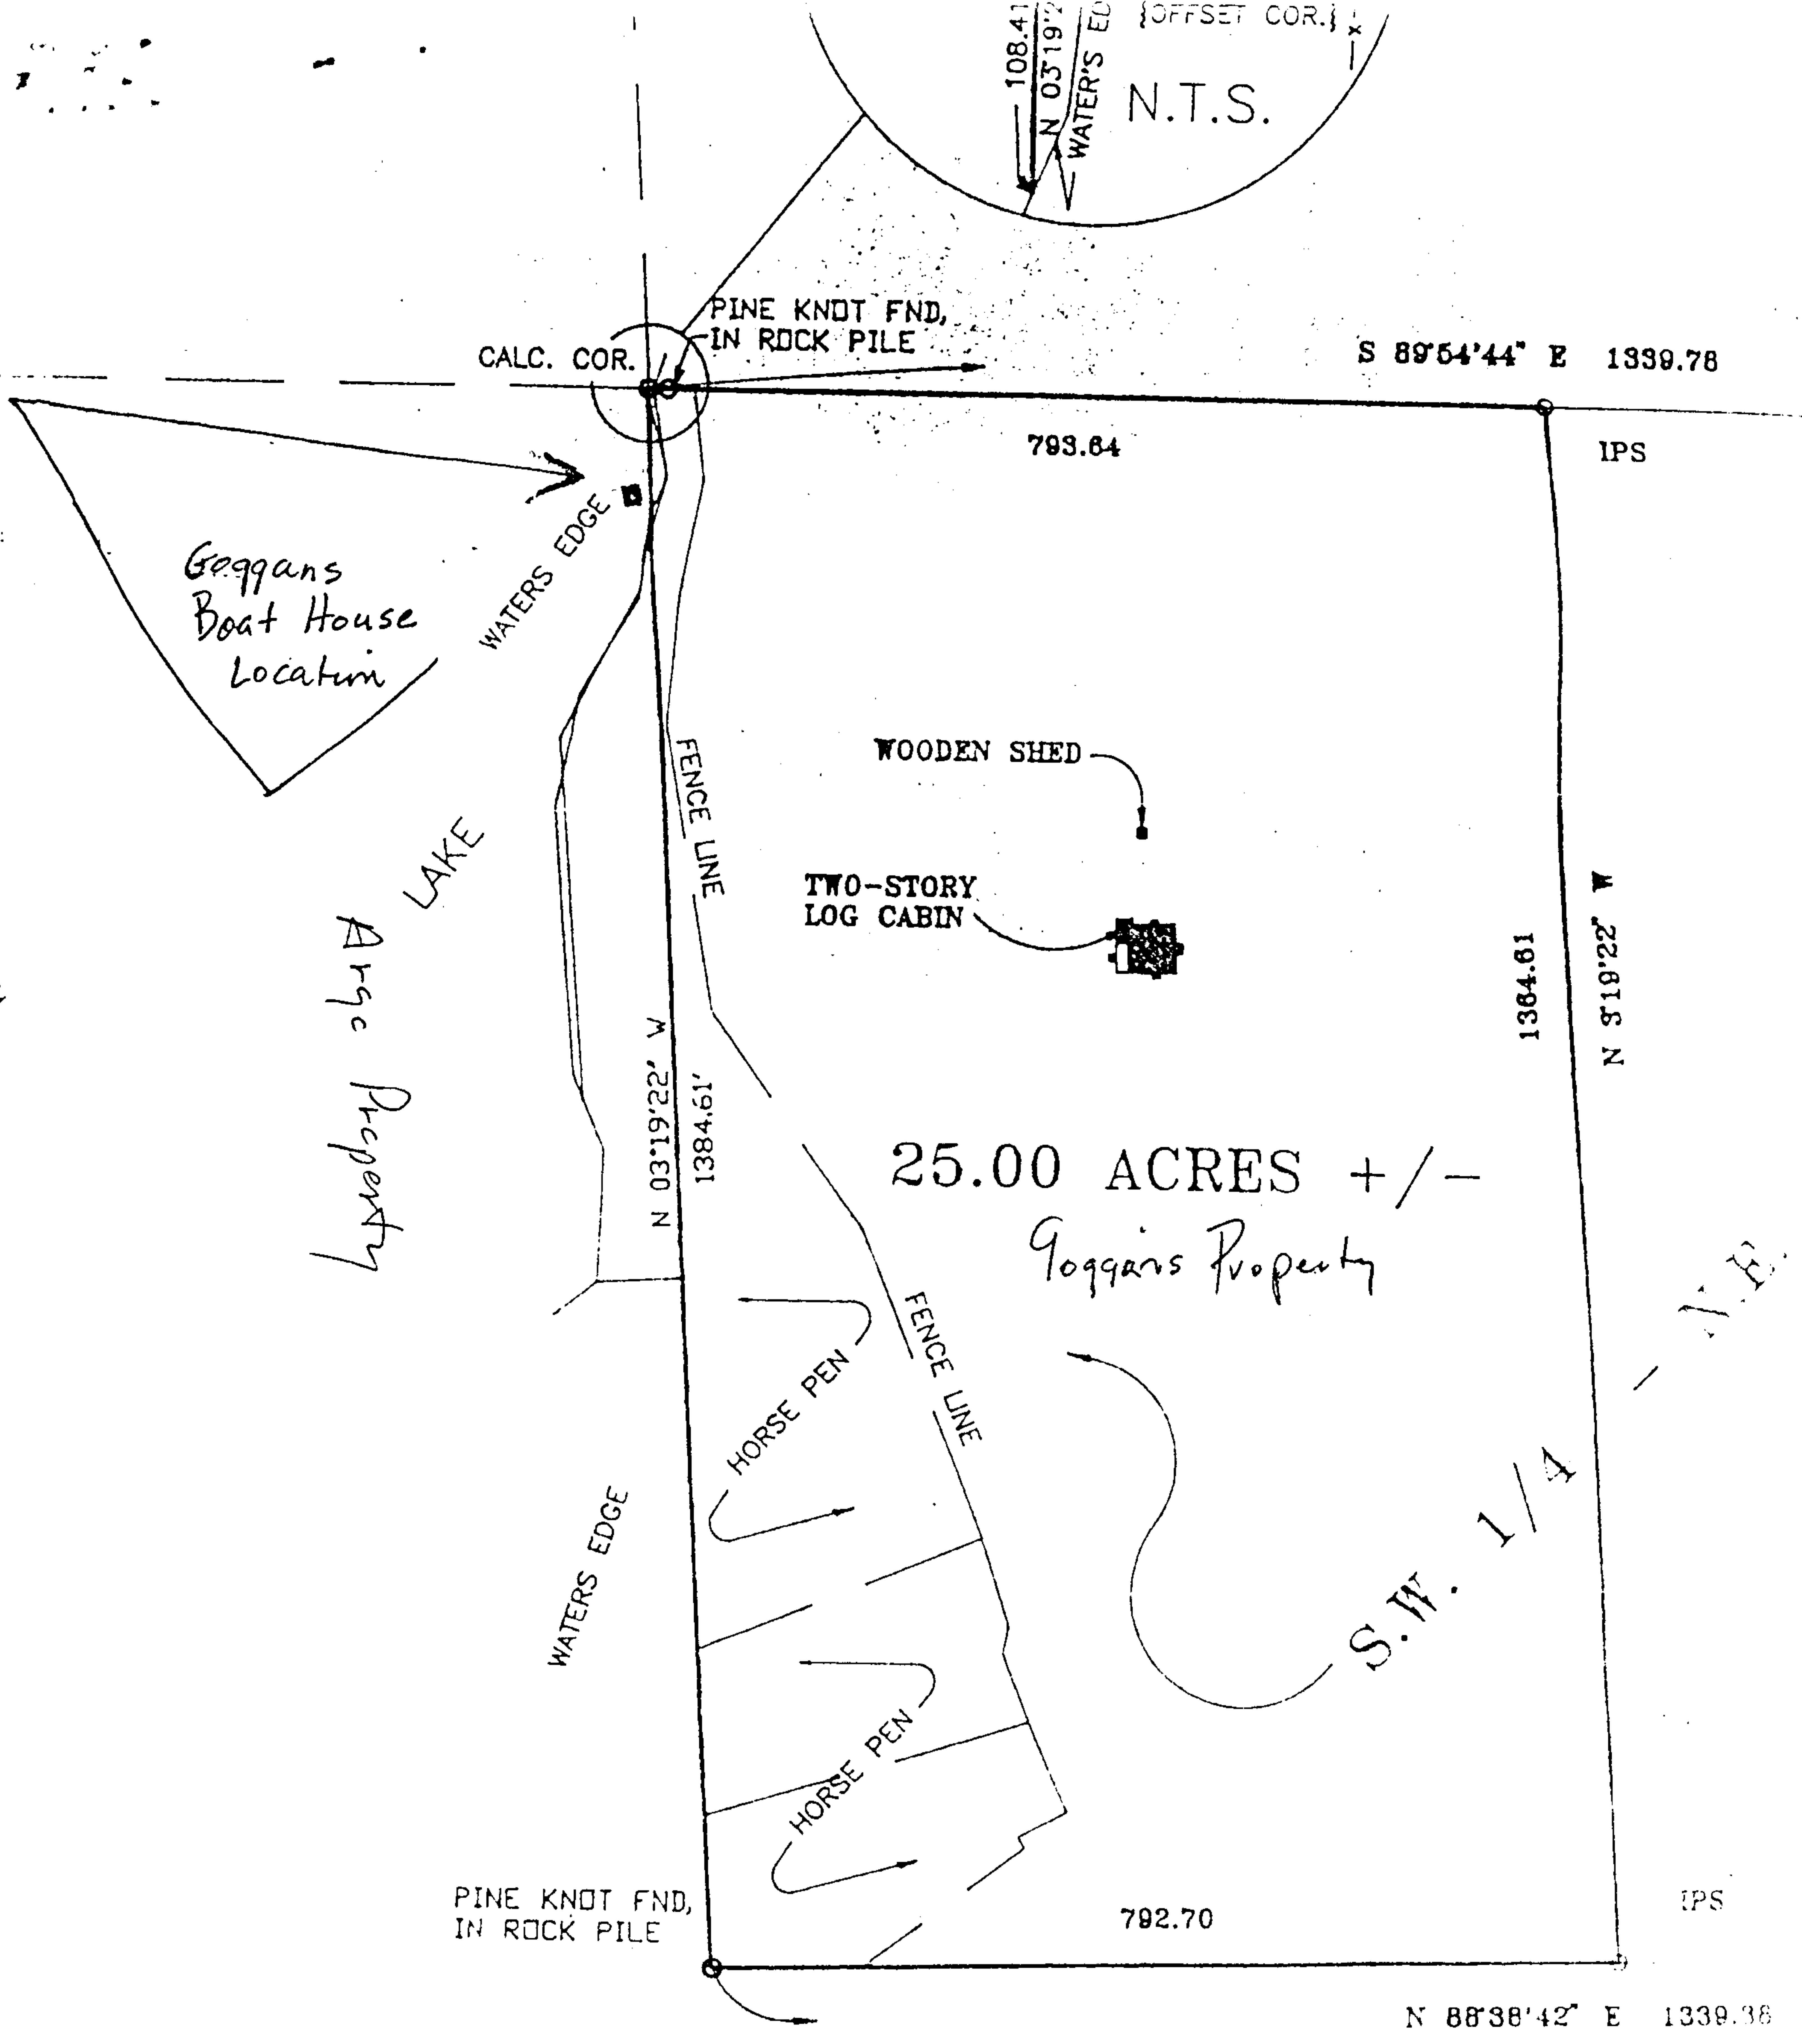 108.41
N 03°19'2
WATER'S ED
{OFFSET COR.}
N.T.S.
PINE KNOT FND,
IN ROCK PILE
CALC. COR.
S 89°54'44" E 1339.78
793.64
IPS
WATERS EDGE
Goggans
Boat House
Location
FENCE LINE
WOODEN SHED
LAKE
TWO-STORY
LOG CABIN
Argo Property
1364.61
N 3°19'22" W
N 03°19'22" W
1384.61'
25.00 ACRES +/-
Goggans Property
HORSE PEN
FENCE LINE
S.W. 1/4 - N.E.
WATERS EDGE
HORSE PEN
PINE KNOT FND,
IN ROCK PILE
792.70
IPS
N 88°38'42" E 1339.38